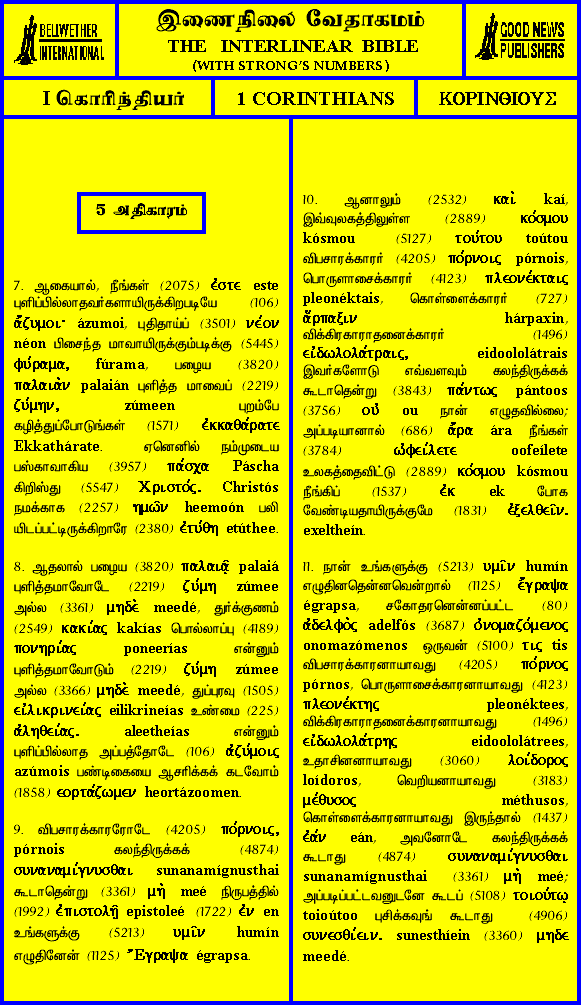 BELLWETHER
INTERNATIONAL
இணைநிலை வேதாகமம்
THE INTERLINEAR BIBLE
(WITH STRONG'S NUMBERS)
GOOD NEWS
PUBLISHERS
I கொரிந்தியர்
1 CORINTHIANS
ΚΟΡΙΝΘΙΟΥΣ
5 அதிகாரம்
7. ஆகையால், நீங்கள் (2075) ἐστε este
புளிப்பில்லாதவர்களாயிருக்கிறபடியே (106)
ἄζυμοι· ázumoi, புதிதாய்ப் (3501) νέον
néon பிசைந்த மாவாயிருக்கும்படிக்கு (5445)
φύραμα, fúrama, பழைய (3820)
παλαιὰν palaián புளித்த மாவைப் (2219)
ζύμην, zúmeen புறம்பே
கழித்துப்போடுங்கள் (1571) ἐκκαθάρατε
Ekkathárate. ஏனெனில் நம்முடைய
பஸ்காவாகிய (3957) πάσχα Páscha
கிறிஸ்து (5547) Χριστός. Christós
நமக்காக (2257) ημῶν heemoón பலி
யிடப்பட்டிருக்கிறாரே (2380) ἐτύθη etúthee.
8. ஆதலால் பழைய (3820) παλαιᾷ palaiá
புளித்தமாவோடே (2219) ζύμη zúmee
அல்ல (3361) μηδὲ meedé, துர்க்குணம்
(2549) κακίας kakías பொல்லாப்பு (4189)
πονηρίας poneerías என்னும்
புளித்தமாவோடும் (2219) ζύμη zúmee
அல்ல (3366) μηδὲ meedé, துப்புரவு (1505)
εἰλικρινείας eilikrineías உண்மை (225)
ἀληθείας. aleetheías என்னும்
புளிப்பில்லாத அப்பத்தோடே (106) ἀζύμοις
azúmois பண்டிகையை ஆசரிக்கக் கடவோம்
(1858) εορτάζωμεν heortázoomen.
9. விபசாரக்காரரோடே (4205) πόρνοις,
pórnois கலந்திருக்கக் (4874)
συναναμίγνυσθαι sunanamígnusthai
கூடாதென்று (3361) μὴ meé நிருபத்தில்
(1992) ἐπιστολῇ epistoleé (1722) ἐν en
உங்களுக்கு (5213) υμῖν humín
எழுதினேன் (1125) Ἔγραψα égrapsa.
10. ஆனாலும் (2532) καὶ kaí,
இவ்வுலகத்திலுள்ள (2889) κόσμου
kósmou (5127) τούτου toútou
விபசாரக்காரர் (4205) πόρνοις pórnois,
பொருளாசைக்காரர் (4123) πλεονέκταις
pleonéktais, கொள்ளைக்காரர் (727)
ἅρπαξιν hárpaxin,
விக்கிரகாராதனைக்காரர் (1496)
εἰδωλολάτραις, eidoololátrais
இவர்களோடு எவ்வளவும் கலந்திருக்கக்
கூடாதென்று (3843) πάντως pántoos
(3756) οὐ ou நான் எழுதவில்லை;
அப்படியானால் (686) ἄρα ára நீங்கள்
(3784) ὠφείλετε oofeílete
உலகத்தைவிட்டு (2889) κόσμου kósmou
நீங்கிப் (1537) ἐκ ek போக
வேண்டியதாயிருக்குமே (1831) ἐξελθεῖν.
exeltheín.
11. நான் உங்களுக்கு (5213) υμῖν humín
எழுதினதென்னவென்றால் (1125) ἔγραψα
égrapsa, சகோதரனென்னப்பட்ட (80)
ἀδελφὸς adelfós (3687) ὀνομαζόμενος
onomazómenos ஒருவன் (5100) τις tis
விபசாரக்காரனாயாவது (4205) πόρνος
pórnos, பொருளாசைக்காரனாயாவது (4123)
πλεονέκτης pleonéktees,
விக்கிரகாராதனைக்காரனாயாவது (1496)
εἰδωλολάτρης eidoololátrees,
உதாசினனாயாவது (3060) λοίδορος
loídoros, வெறியனாயாவது (3183)
μέθυσος méthusos,
கொள்ளைக்காரனாயாவது இருந்தால் (1437)
ἐάν eán, அவனோடே கலந்திருக்கக்
கூடாது (4874) συναναμίγνυσθαι
sunanamígnusthai (3361) μὴ meé;
அப்படிப்பட்டவனுடனே கூடப் (5108) τοιούτῳ
toioútoo புசிக்கவுங் கூடாது (4906)
συνεσθίειν. sunesthíein (3360) μηδε
meedé.